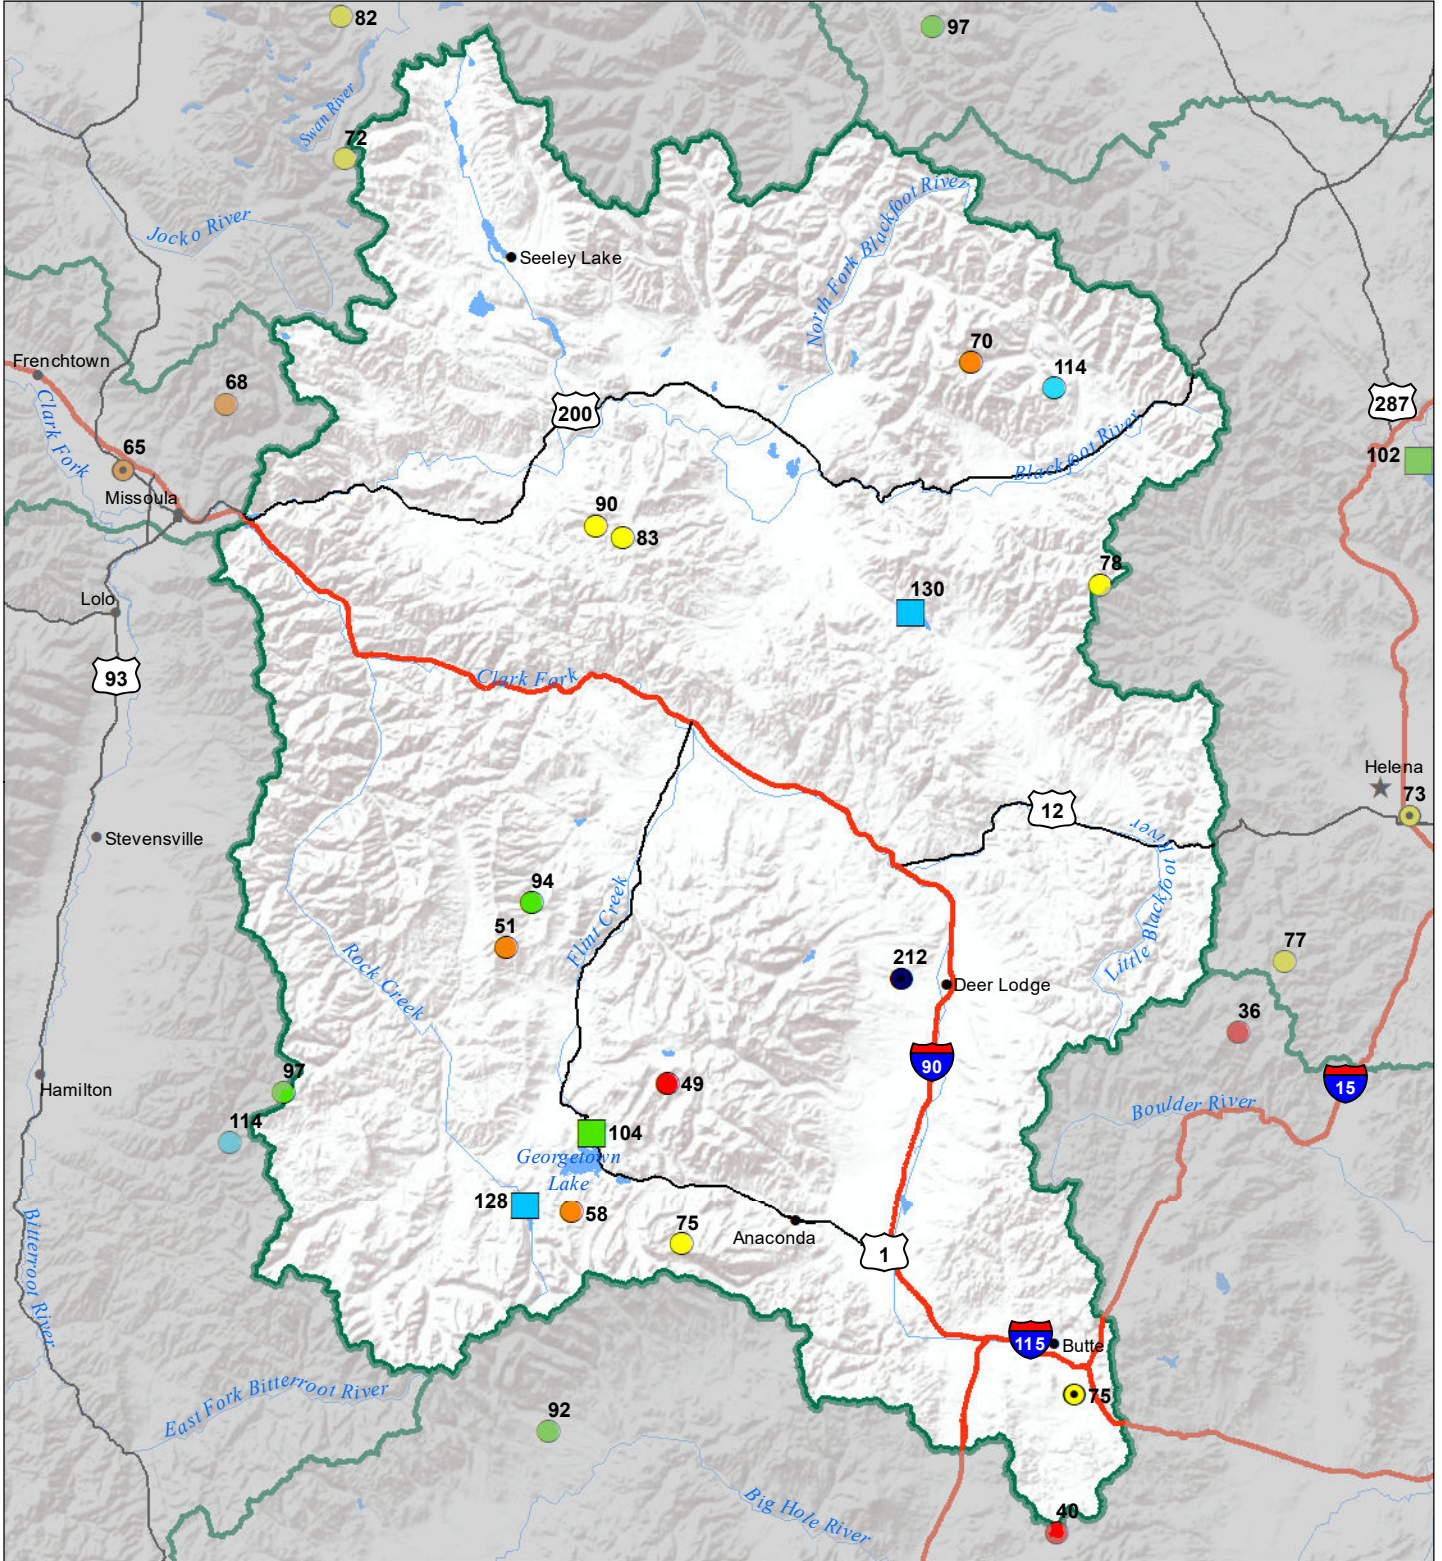 82
97
Swan River
72
Jocko River
North Fork Blackfoot River
Seeley Lake
Frenchtown
70
114
68
200
287
Clark Fork
65
Blackfoot River
102
Missoula
90
83
78
130
Lolo
93
Clark Fork
Helena
73
12
Stevensville
Little Blackfoot River
94
Flint Creek
51
Rock Creek
212
77
Deer Lodge
36
90
15
97
49
Hamilton
Boulder River
114
104
Georgetown
Lake
128
58
75
Anaconda
1
Bitterroot River
115
Butte
East Fork Bitterroot River
75
92
Big Hole River
40